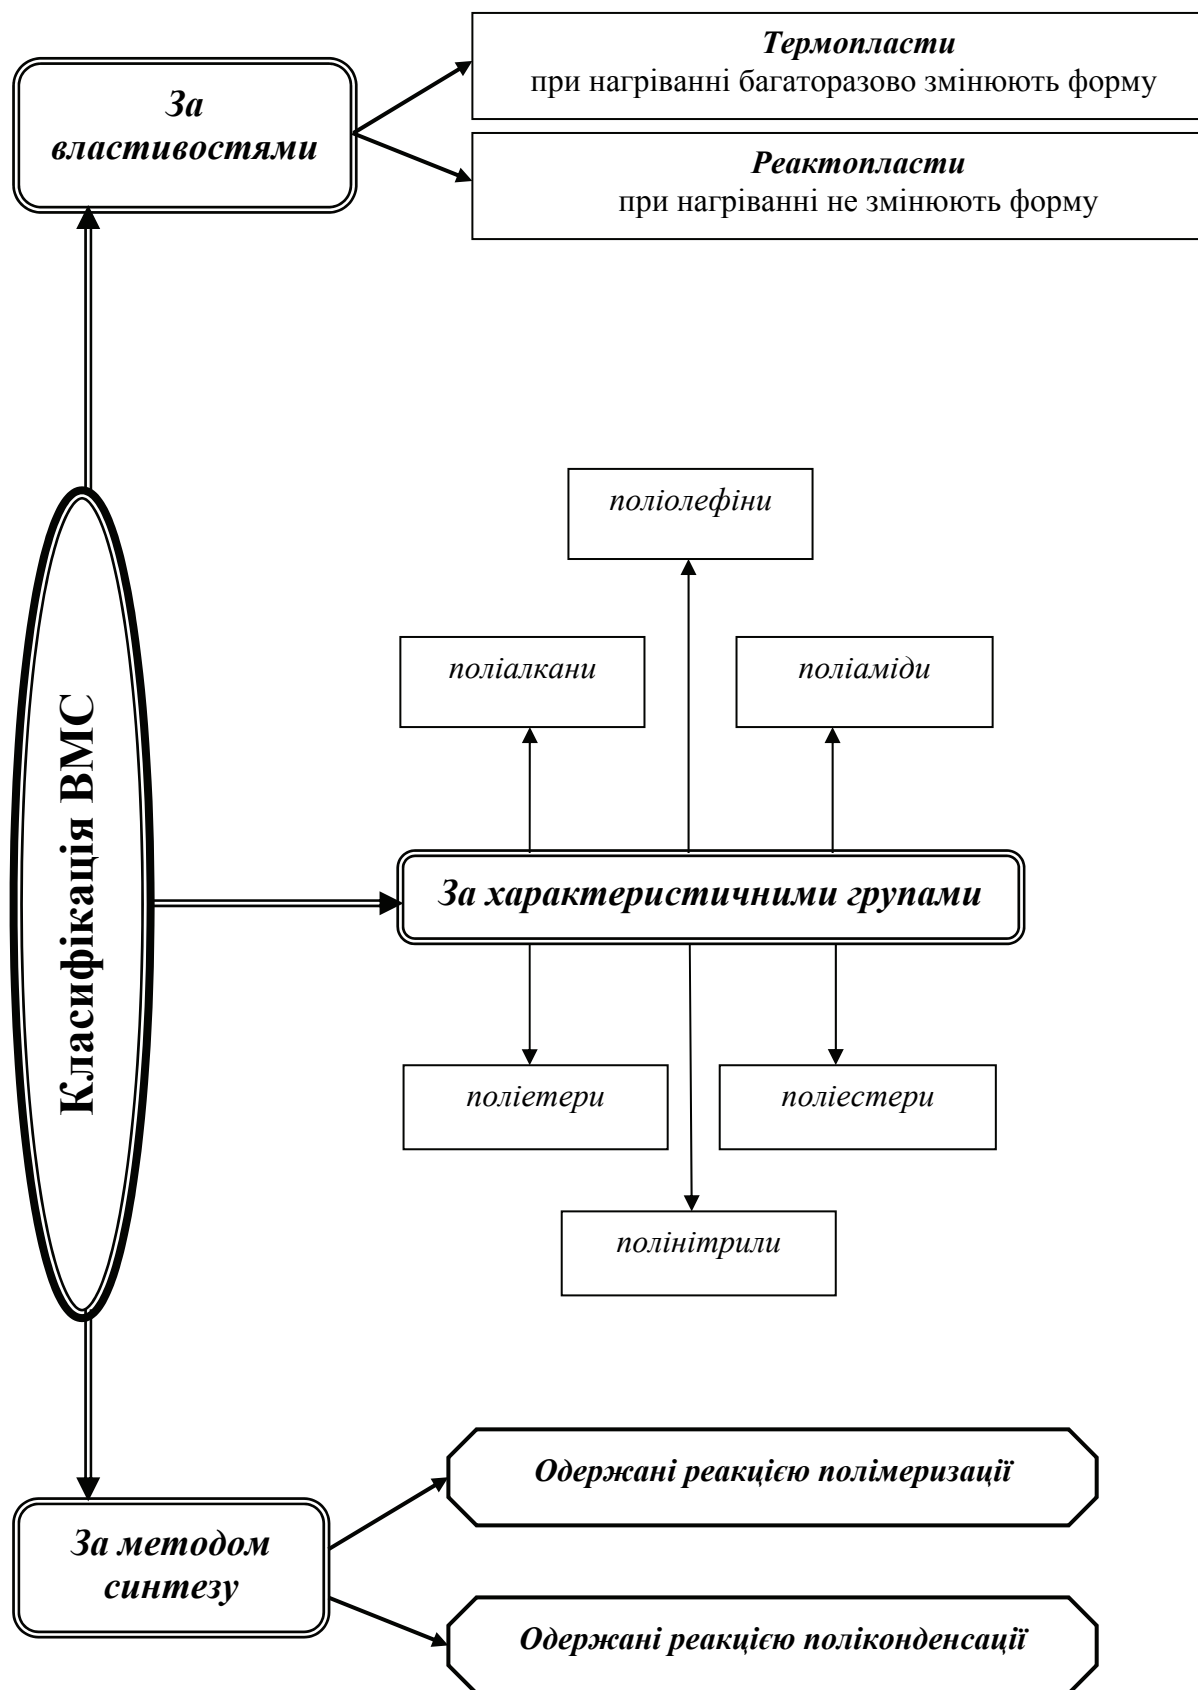 Термопласти
при нагріванні багаторазово змінюють форму
За
властивостями
Реактопласти
при нагріванні не змінюють форму
поліолефіни
поліалкани
поліаміди
Класифікація ВМС
За характеристичними групами
поліетери
поліестери
полінітрили
Одержані реакцією полімеризації
За методом
синтезу
Одержані реакцією поліконденсації